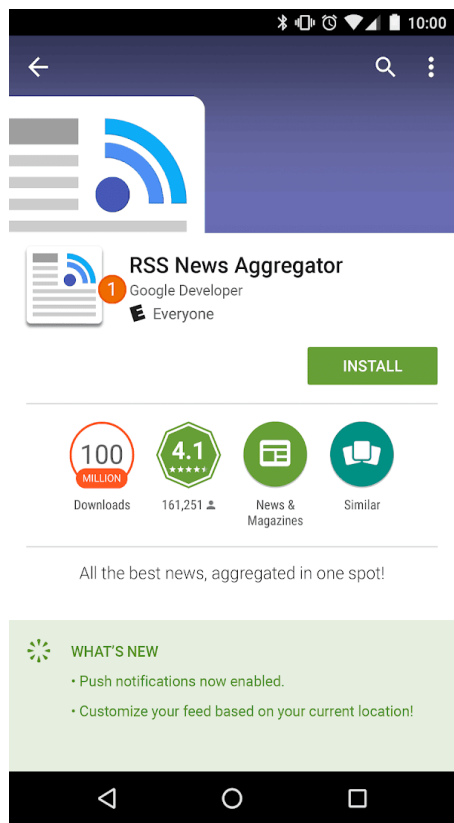 10:00
RSS News Aggregator
1
Google Developer
E Everyone
INSTALL
100
MILLION
Downloads
4.1
161,251
News &
Magazines
Similar
All the best news, aggregated in one spot!
WHAT'S NEW
• Push notifications now enabled.
• Customize your feed based on your current location!